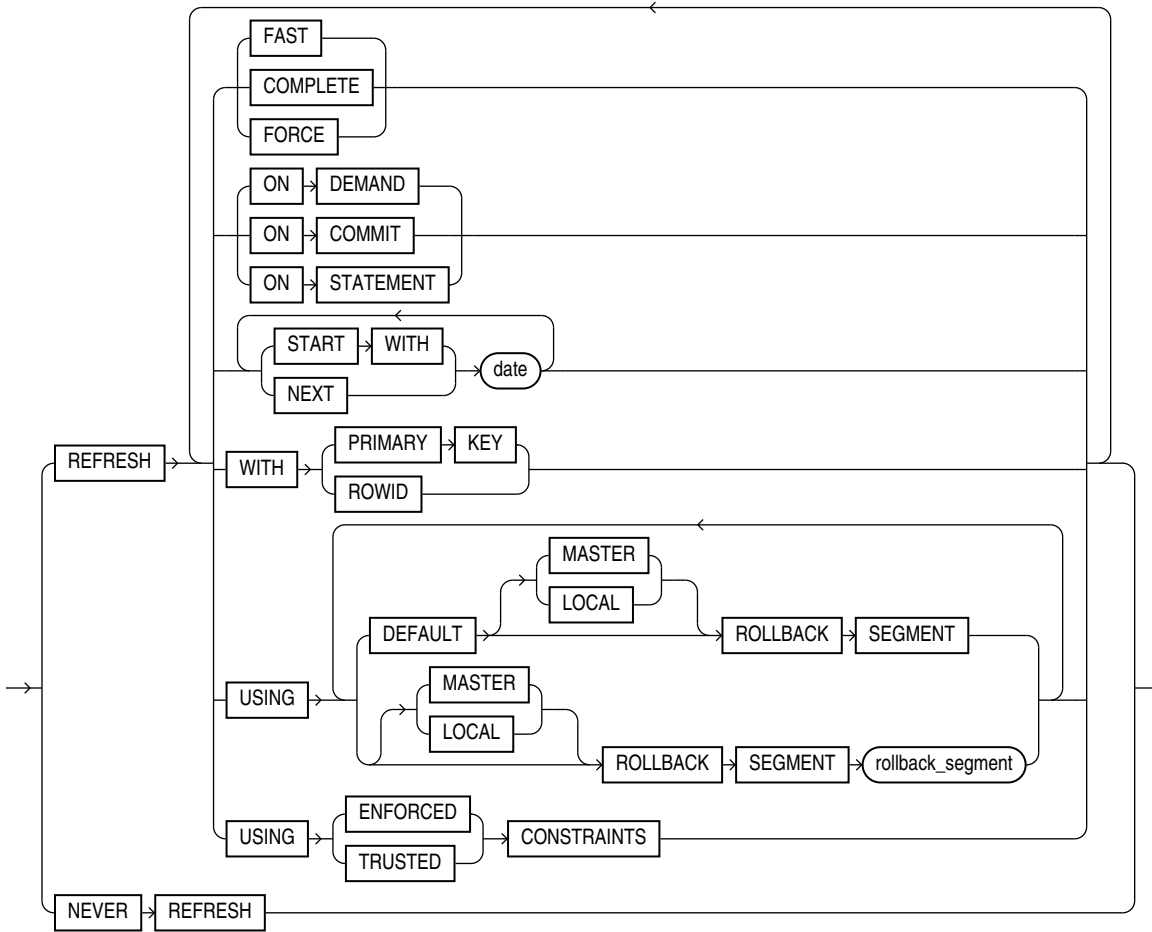 FAST
COMPLETE
FORCE
ON DEMAND
ON COMMIT
ON STATEMENT
START WITH
NEXT
date
REFRESH
WITH
PRIMARY KEY
ROWID
MASTER
LOCAL
DEFAULT
ROLLBACK SEGMENT
USING
MASTER
LOCAL
ROLLBACK SEGMENT rollback_segment
USING
ENFORCED
TRUSTED
CONSTRAINTS
NEVER REFRESH